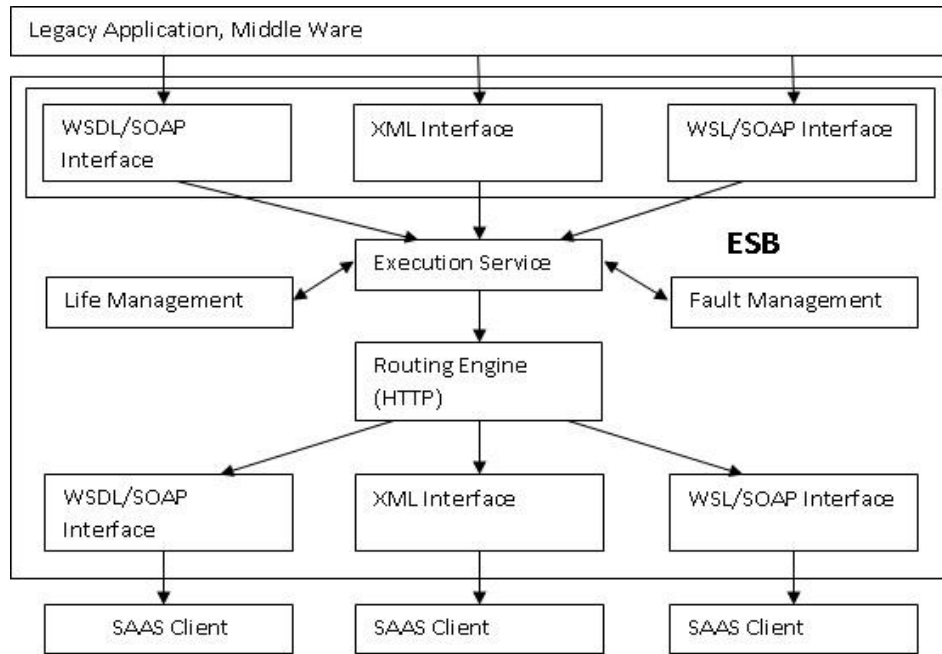 Legacy Application, Middle Ware
WSDL/SOAP
Interface
XML Interface
WSL/SOAP Interface
ESB
Execution Service
Life Management
Fault Management
Routing Engine
(HTTP)
WSDL/SOAP
Interface
XML Interface
WSL/SOAP Interface
SAAS Client
SAAS Client
SAAS Client